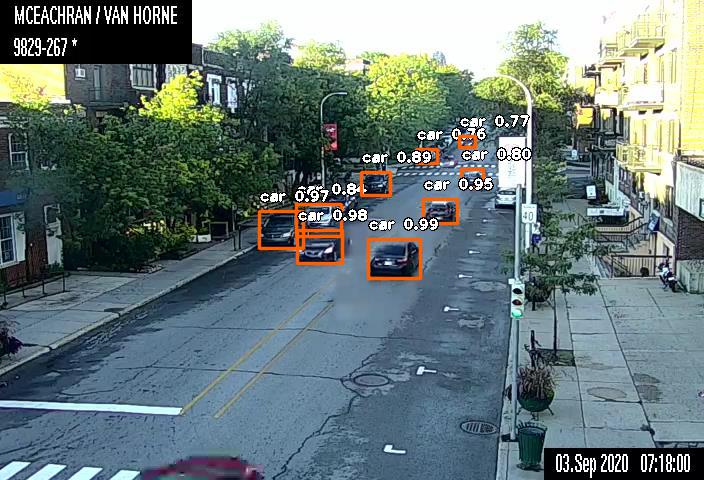 MCEACHRAN / VAN HORNE
9829-267 *
car 0.77
car 0.76
car 0.89
car 0.80
car 0.97
car 0.84
car 0.95
car 0.98
car 0.99
40
03.Sep 2020 07:18:00